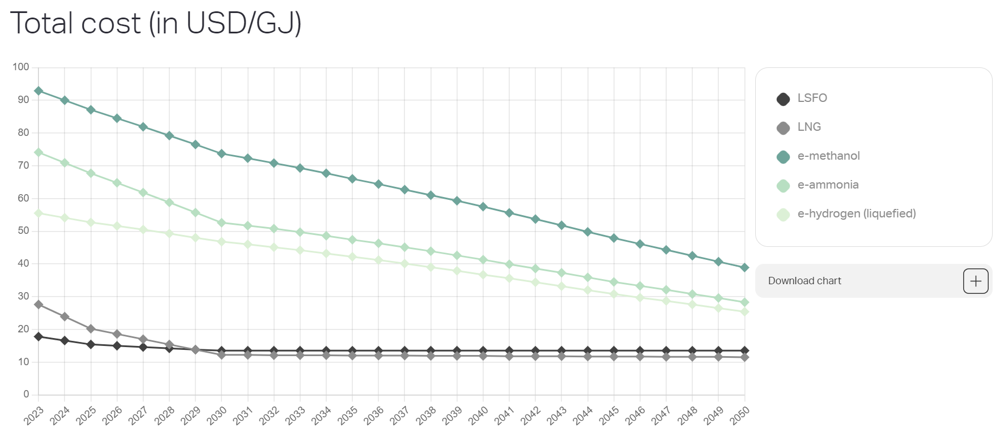 Total cost (in USD/GJ)
100
90
80
70
60
50
40
30
20
10
0
2023 2024 2025 2026 2027 2028 2029 2030 2031 2032 2033 2034 2035 2036 2037 2038 2039 2040 2041 2042 2043 2044 2045 2046 2047 2048 2049 2050
LSFO
LNG
e-methanol
e-ammonia
e-hydrogen (liquefied)
Download chart